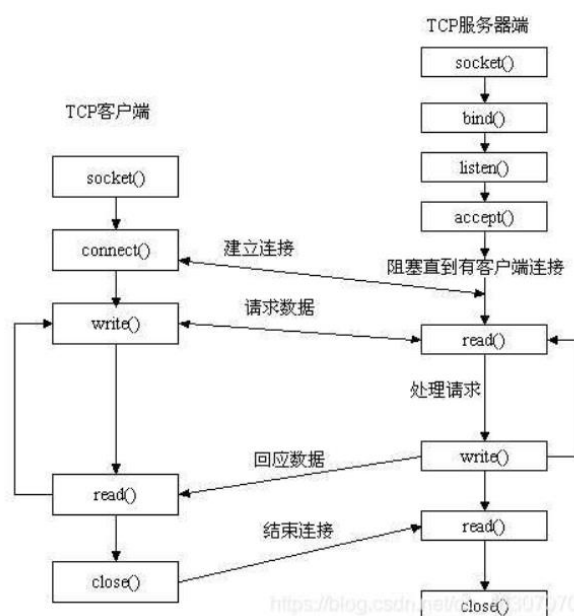 TCP服务器端
socket()
bind()
listen()
accept()
阻塞直到有客户端连接
read()
处理请求
write()
read()
close()
TCP客户端
socket()
connect()
write()
read()
close()
建立连接
请求数据
回应数据
结束连接